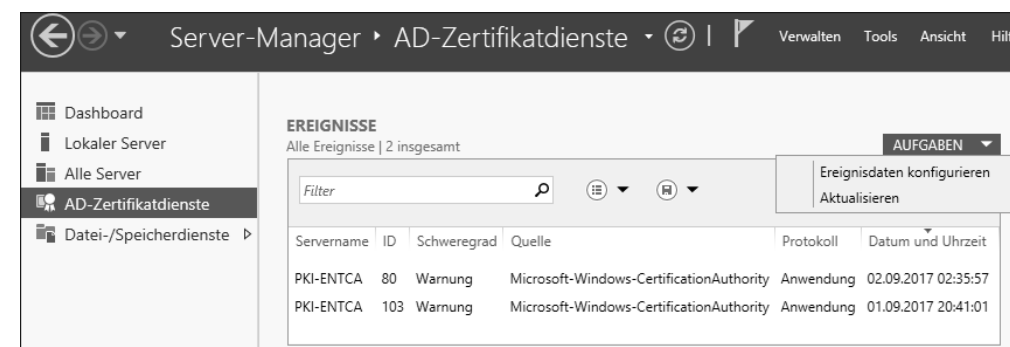 Server-Manager ‣ AD-Zertifikatdienste
Verwalten Tools Ansicht Hilf
Dashboard
Lokaler Server
Alle Server
AD-Zertifikatdienste
Datei-/Speicherdienste
EREIGNISSE
Alle Ereignisse | 2 insgesamt
AUFGABEN
Ereignisdaten konfigurieren
Aktualisieren
Filter
Servername ID Schweregrad Quelle Protokoll Datum und Uhrzeit
PKI-ENTCA 80 Warnung Microsoft-Windows-CertificationAuthority Anwendung 02.09.2017 02:35:57
PKI-ENTCA 103 Warnung Microsoft-Windows-CertificationAuthority Anwendung 01.09.2017 20:41:01